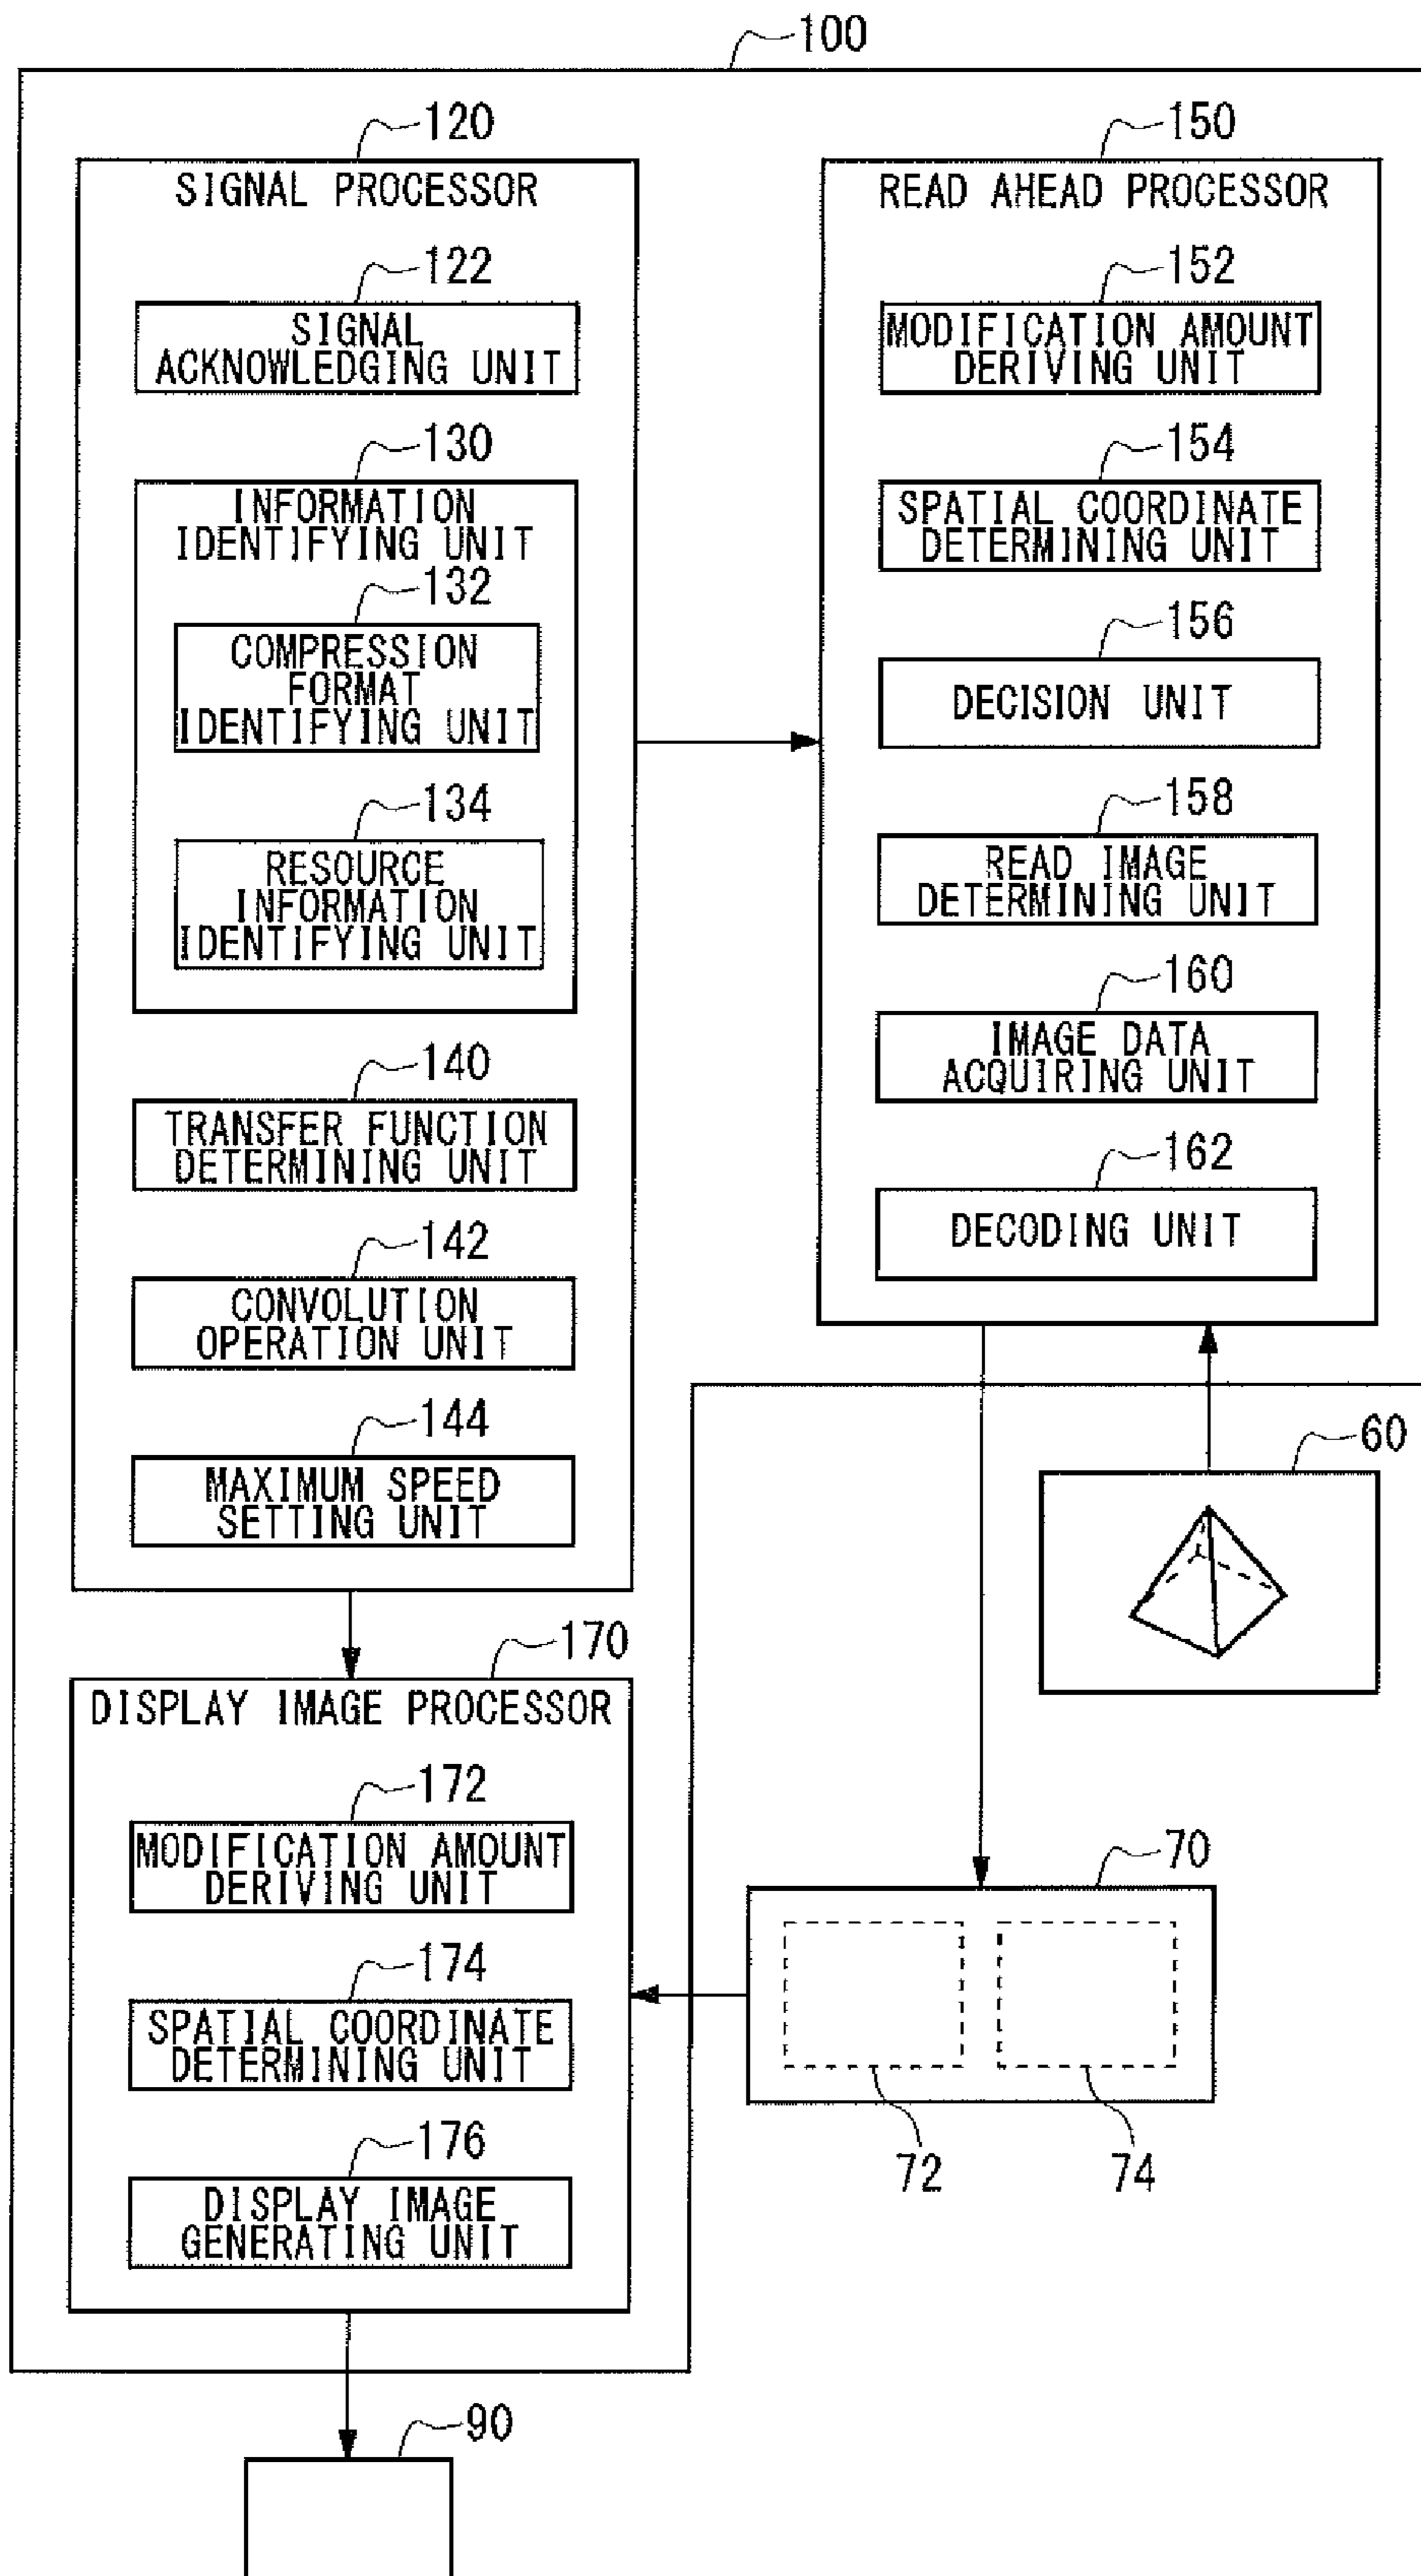 100
120
SIGNAL PROCESSOR
122
SIGNAL
ACKNOWLEDGING UNIT
130
INFORMATION
IDENTIFYING UNIT
132
COMPRESSION
FORMAT
IDENTIFYING UNIT
134
RESOURCE
INFORMATION
IDENTIFYING UNIT
140
TRANSFER FUNCTION
DETERMINING UNIT
142
CONVOLUTION
OPERATION UNIT
144
MAXIMUM SPEED
SETTING UNIT
150
READ AHEAD PROCESSOR
152
MODIFICATION AMOUNT
DERIVING UNIT
154
SPATIAL COORDINATE
DETERMINING UNIT
156
DECISION UNIT
158
READ IMAGE
DETERMINING UNIT
160
IMAGE DATA
ACQUIRING UNIT
162
DECODING UNIT
60
170
DISPLAY IMAGE PROCESSOR
172
MODIFICATION AMOUNT
DERIVING UNIT
174
SPATIAL COORDINATE
DETERMINING UNIT
176
DISPLAY IMAGE
GENERATING UNIT
70
72
74
90